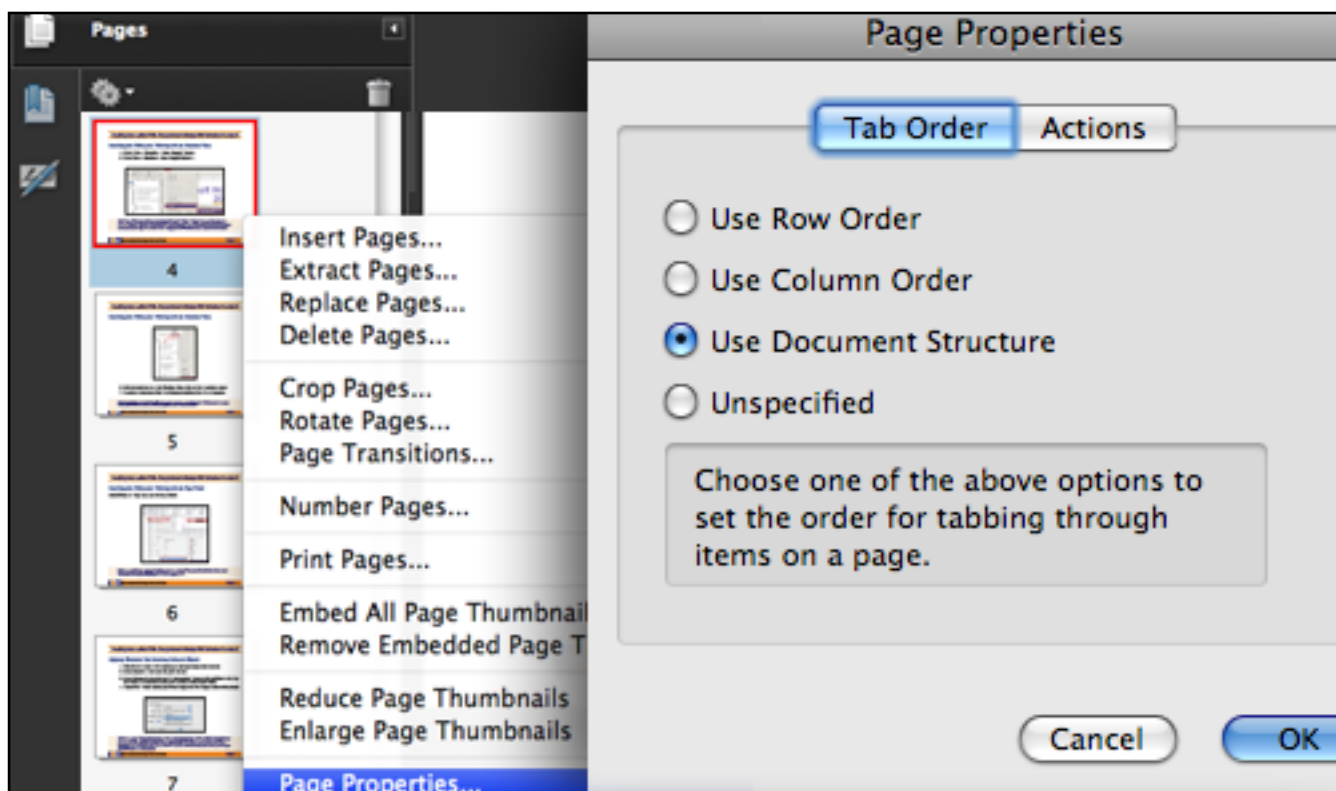 Pages
4
5
6
7
Insert Pages...
Extract Pages...
Replace Pages...
Delete Pages...
Crop Pages...
Rotate Pages...
Page Transitions...
Number Pages...
Print Pages...
Embed All Page Thumbnail
Remove Embedded Page T
Reduce Page Thumbnails
Enlarge Page Thumbnails
Page Properties...
Page Properties
Tab Order
Actions
Use Row Order
Use Column Order
Use Document Structure
Unspecified
Choose one of the above options to
set the order for tabbing through
items on a page.
Cancel
OK